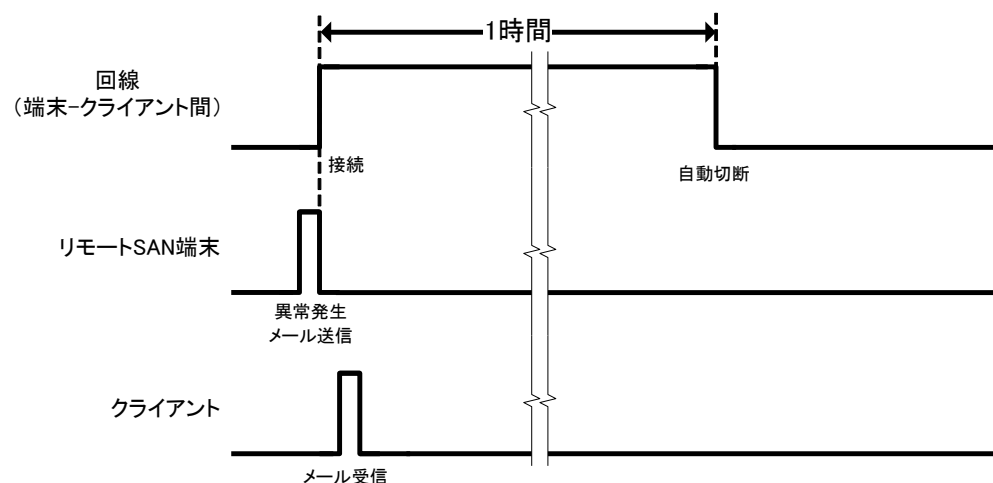 1時間
回線
（端末-クライアント間）
接続
自動切断
リモートSAN端末
異常発生
メール送信
クライアント
メール受信